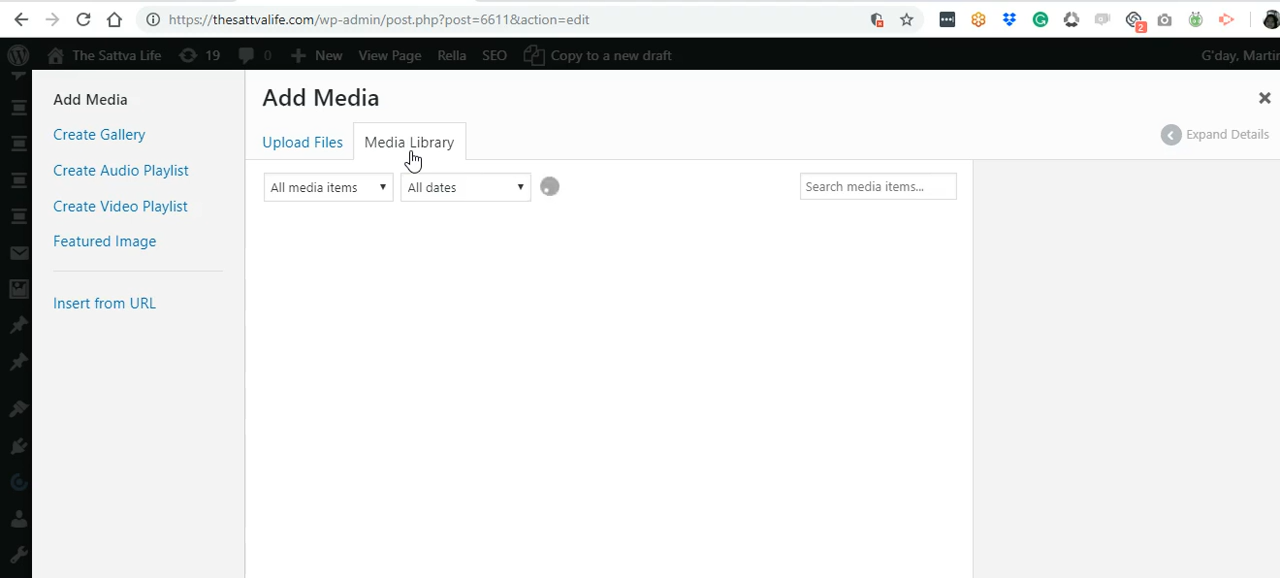 https://thesattvalife.com/wp-admin/post.php?post=6611&action=edit
2
The Sattva Life 19 0 New View Page Rella SEO Copy to a new draft G'day, Martin
Add Media
Create Gallery
Create Audio Playlist
Create Video Playlist
Featured Image
Insert from URL
Add Media
Expand Details
Upload Files Media Library
All media items All dates Search media items...